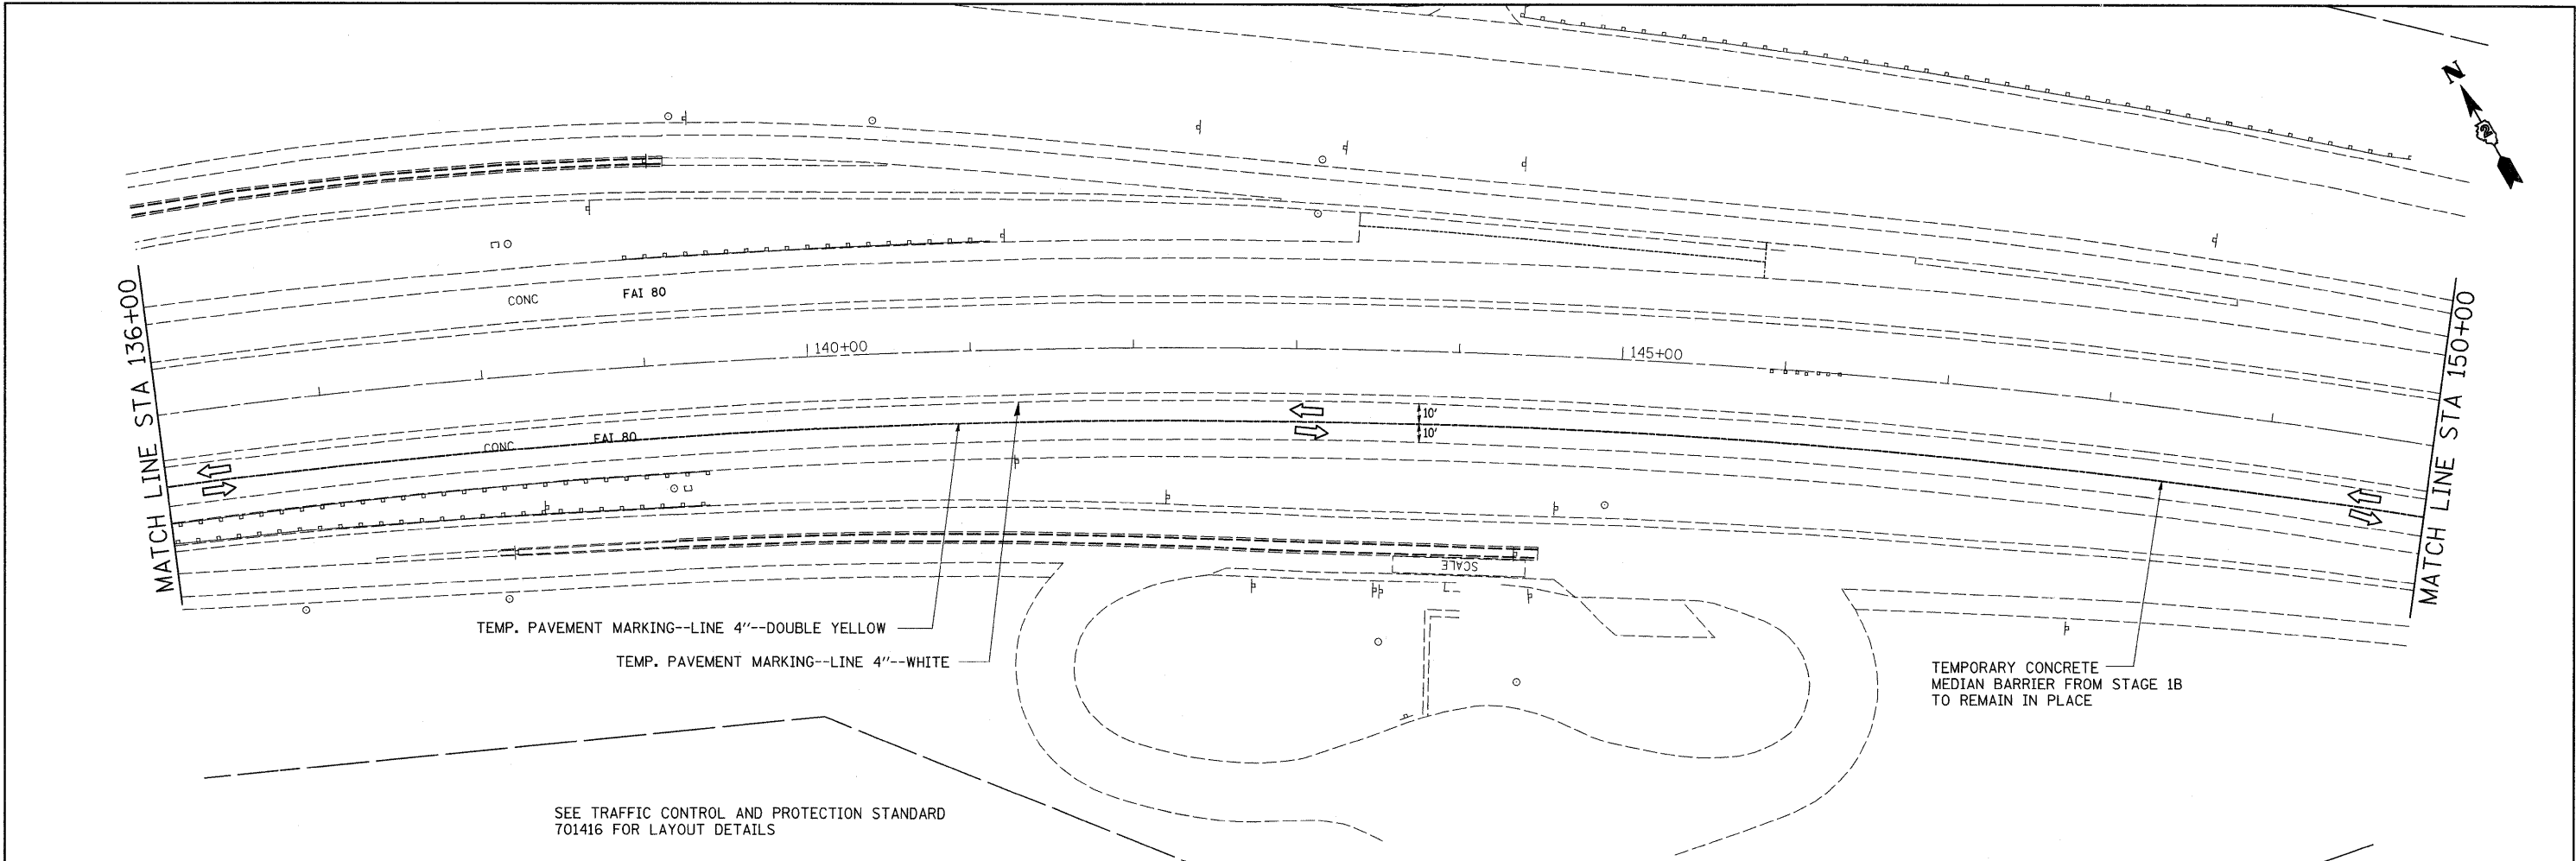 N
2
CONC
FAI 80
MATCH LINE STA 136+00
140+00
145+00
MATCH LINE STA 150+00
10'
10'
CONC
FAI 80
SCALE
TEMP. PAVEMENT MARKING--LINE 4"--DOUBLE YELLOW
TEMP. PAVEMENT MARKING--LINE 4"--WHITE
TEMPORARY CONCRETE
MEDIAN BARRIER FROM STAGE 1B
TO REMAIN IN PLACE
SEE TRAFFIC CONTROL AND PROTECTION STANDARD
701416 FOR LAYOUT DETAILS